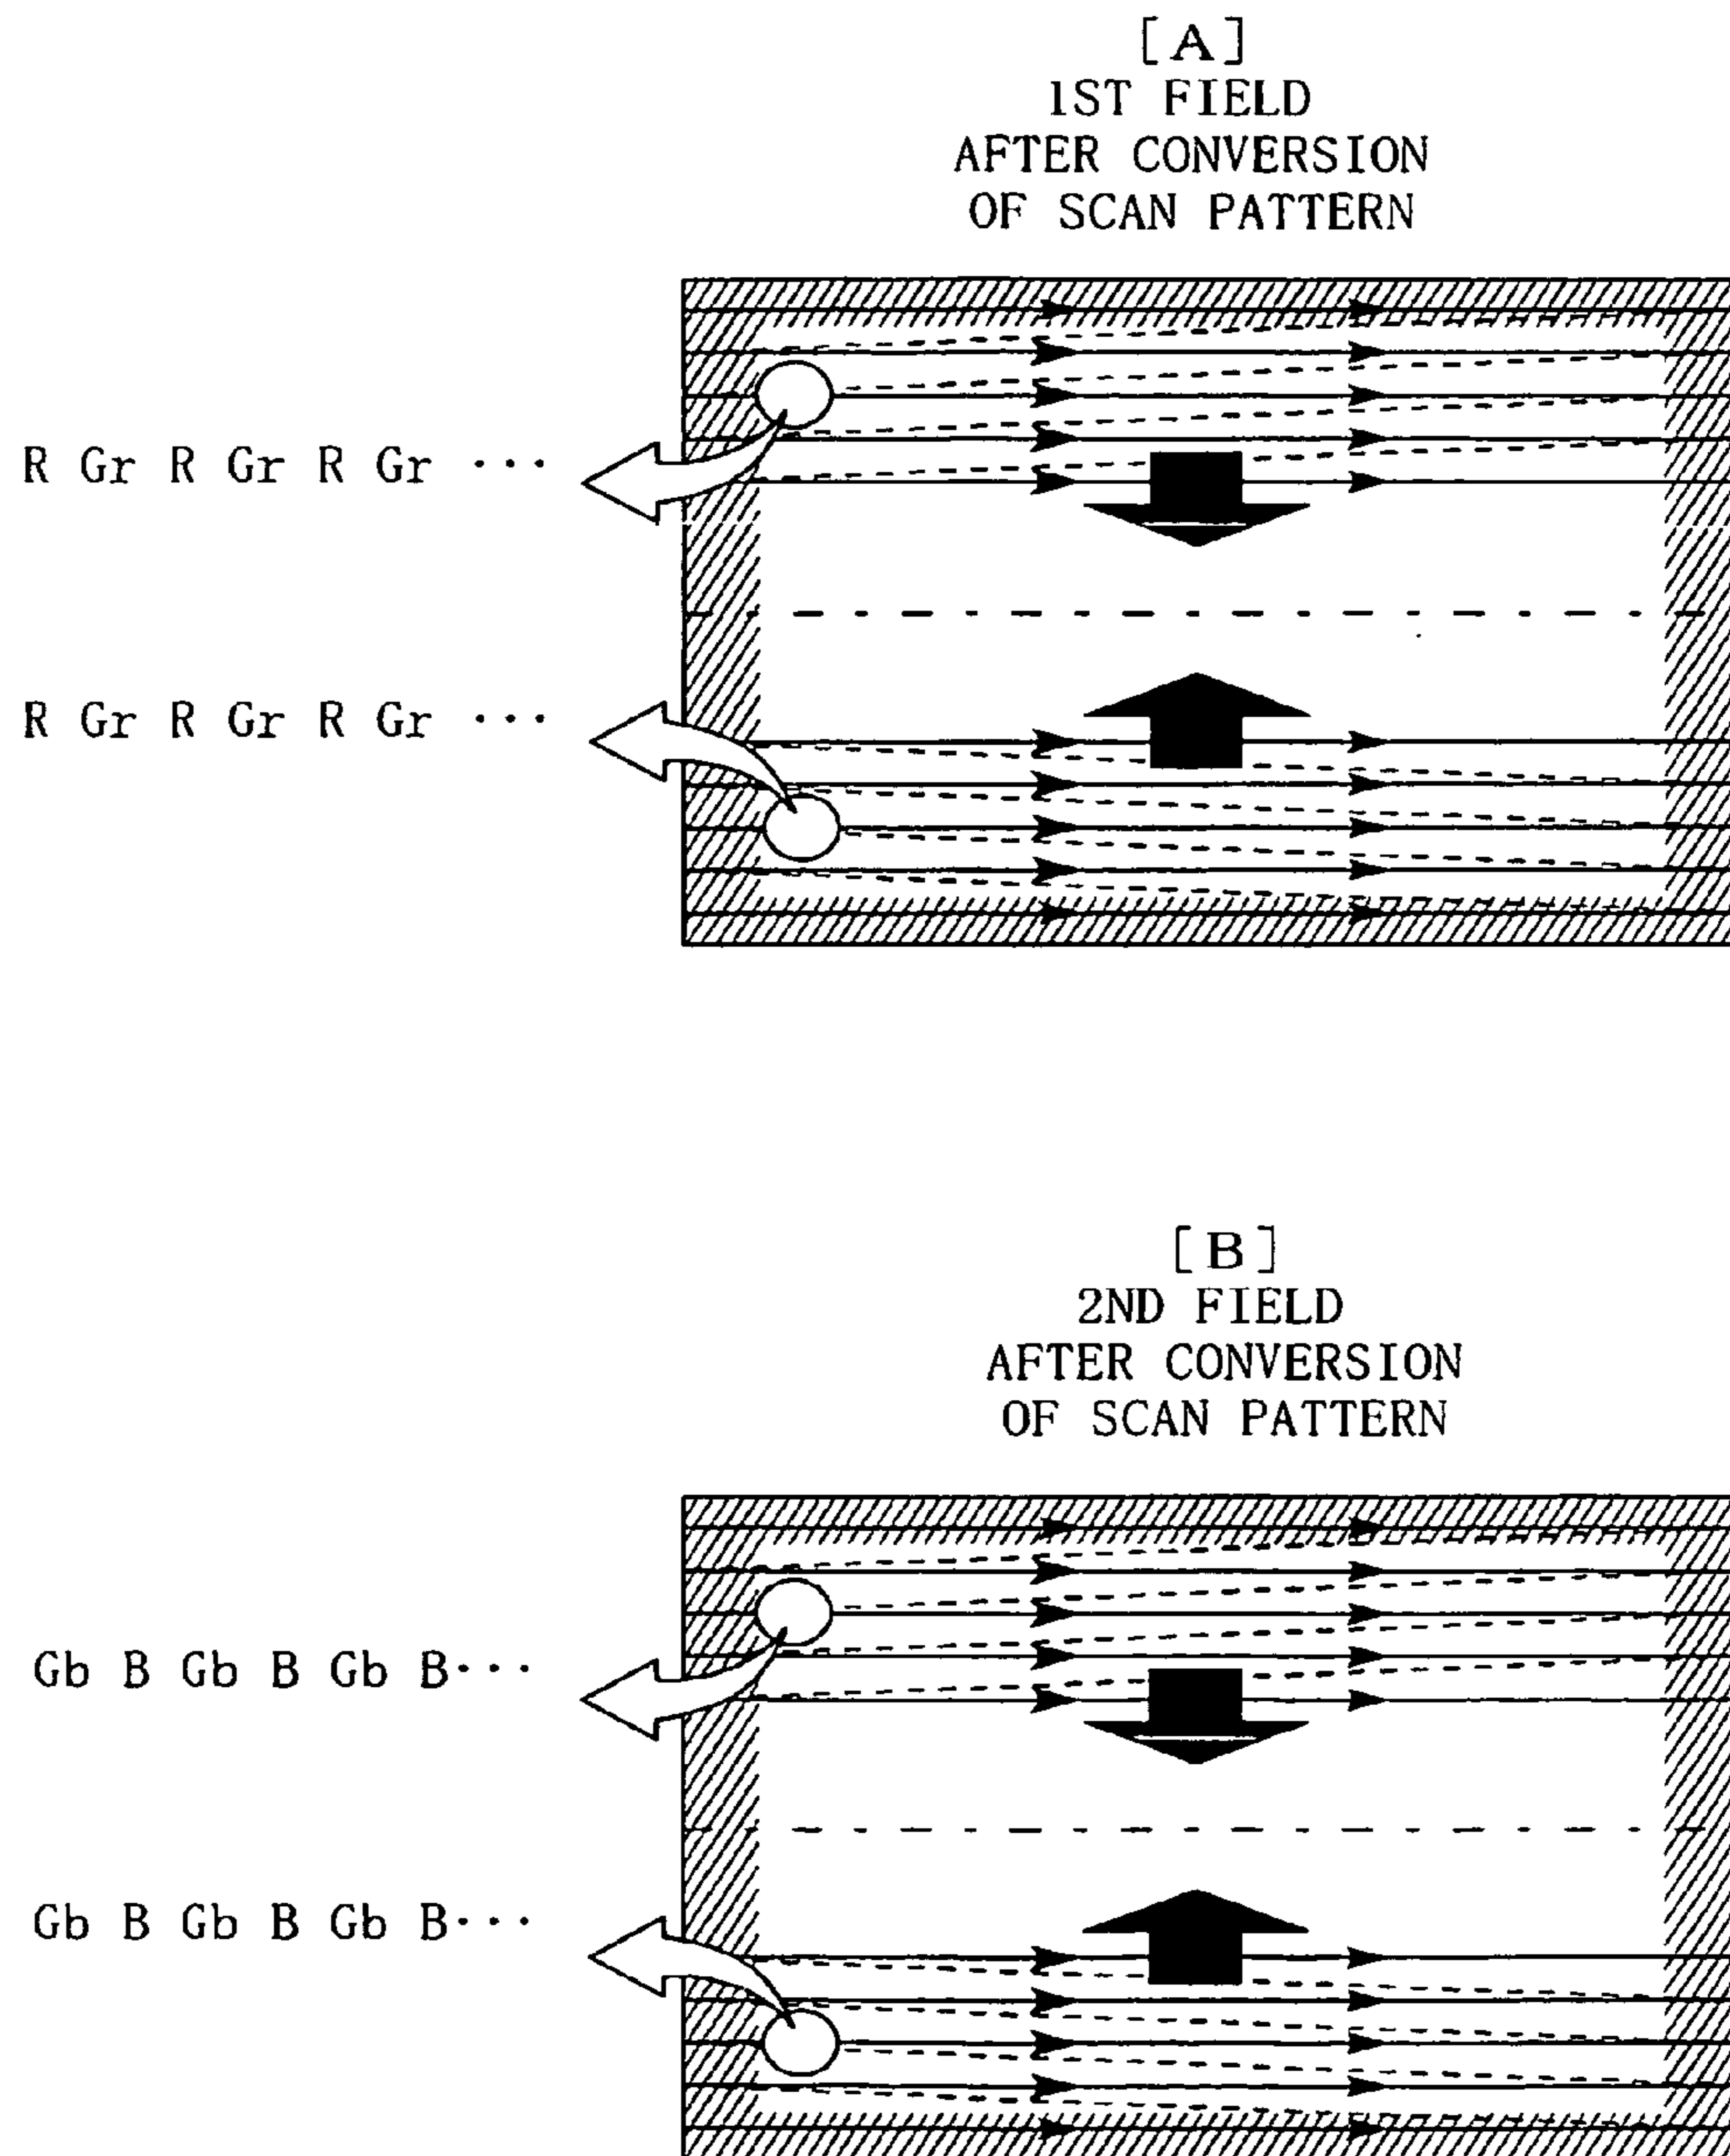 [A]
1ST FIELD
AFTER CONVERSION
OF SCAN PATTERN
R Gr R Gr R Gr ···
R Gr R Gr R Gr ···
[B]
2ND FIELD
AFTER CONVERSION
OF SCAN PATTERN
Gb B Gb B Gb B···
Gb B Gb B Gb B···